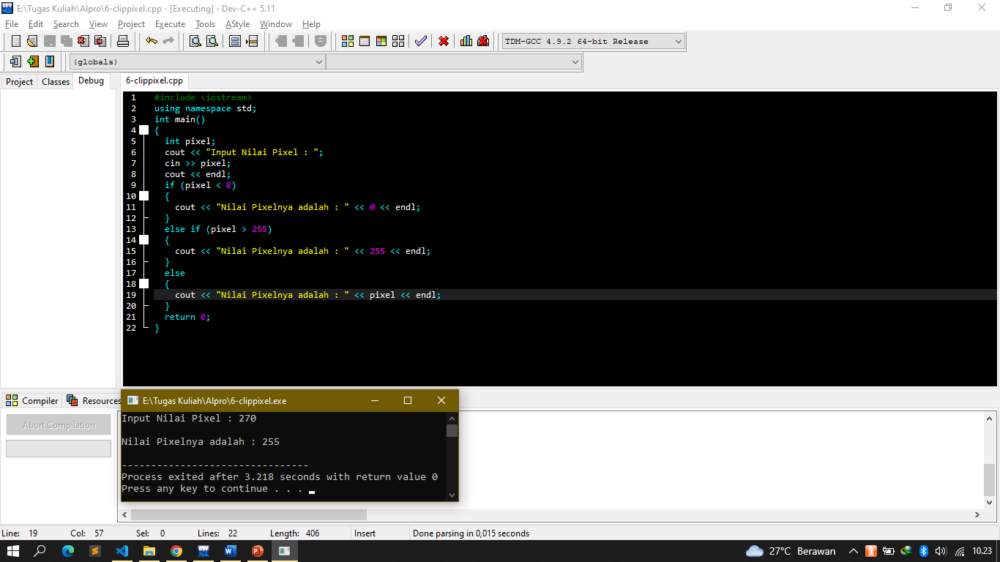 E:\Tugas Kuliah\Alpro\6-clippixel.cpp - [Executing] - Dev-C++ 5.11
File Edit Search View Project Execute Tools AStyle Window Help
TDM-GCC 4.9.2 64-bit Release
(globals)
Project Classes Debug
6-clippixel.cpp
1 #include <iostream>
2 using namespace std;
3 int main()
4 {
5 int pixel;
6 cout << "Input Nilai Pixel : ";
7 cin >> pixel;
8 cout << endl;
9 if (pixel < 0)
10 {
11 cout << "Nilai Pixelnya adalah : " << 0 << endl;
12 }
13 else if (pixel > 255)
14 {
15 cout << "Nilai Pixelnya adalah : " << 255 << endl;
16 }
17 else
18 {
19 cout << "Nilai Pixelnya adalah : " << pixel << endl;
20 }
21 return 0;
22 }
Compiler Resources
Abort Compilation
E:\Tugas Kuliah\Alpro\6-clippixel.exe
Input Nilai Pixel : 270
Nilai Pixelnya adalah : 255
--------------------------------
Process exited after 3.218 seconds with return value 0
Press any key to continue . . .
Line: 19 Col: 57 Sel: 0 Lines: 22 Length: 406 Insert Done parsing in 0,015 seconds
27°C Berawan 10.23